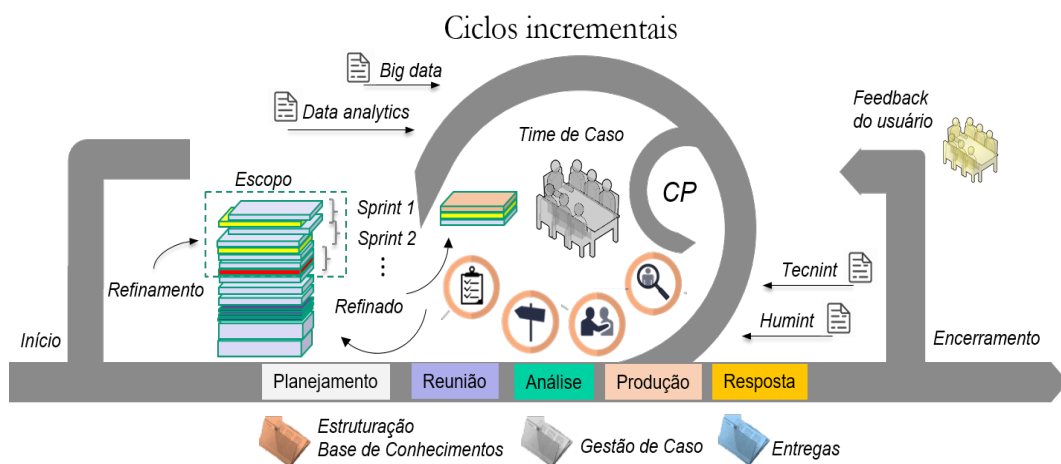 Ciclos incrementais
Big data
Data analytics
Time de Caso
Feedback
do usuário
Escopo
Sprint 1
Sprint 2
CP
Refinamento
Refinado
Tecnint
Humint
Início
Encerramento
Planejamento
Reunião
Análise
Produção
Resposta
Estruturação
Base de Conhecimentos
Gestão de Caso
Entregas